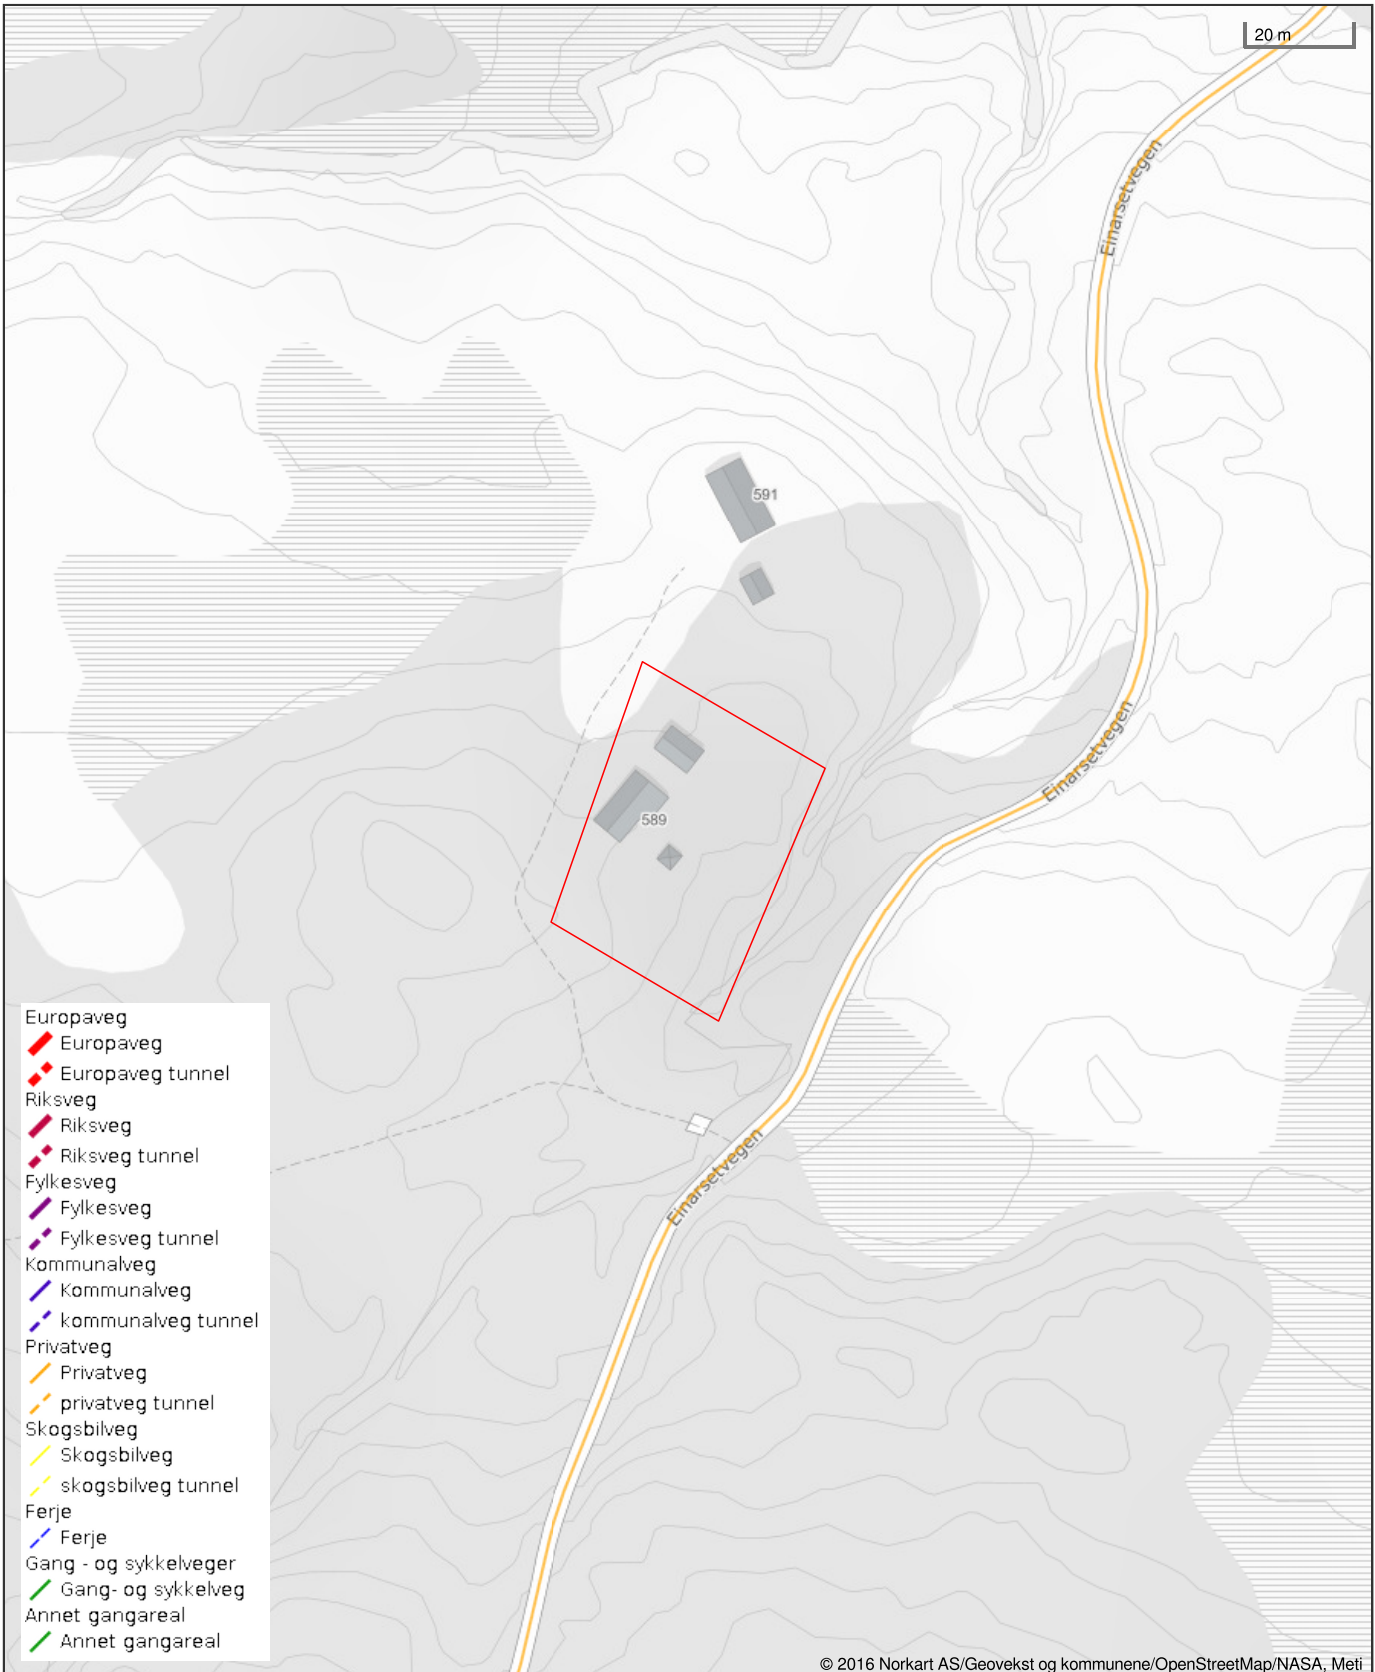 20 m
Einarsetvegen
591
Einarsetvegen
589
Einarsetvegen
Europaveg
Europaveg
Europaveg tunnel
Riksveg
Riksveg
Riksveg tunnel
Fylkesveg
Fylkesveg
Fylkesveg tunnel
Kommunalveg
Kommunalveg
kommunalveg tunnel
Privatveg
Privatveg
privatveg tunnel
Skogsbilveg
Skogsbilveg
skogsbilveg tunnel
Ferje
Ferje
Gang - og sykkelveger
Gang- og sykkelveg
Annet gangareal
Annet gangareal
© 2016 Norkart AS/Geovekst og kommunene/OpenStreetMap/NASA, Meti